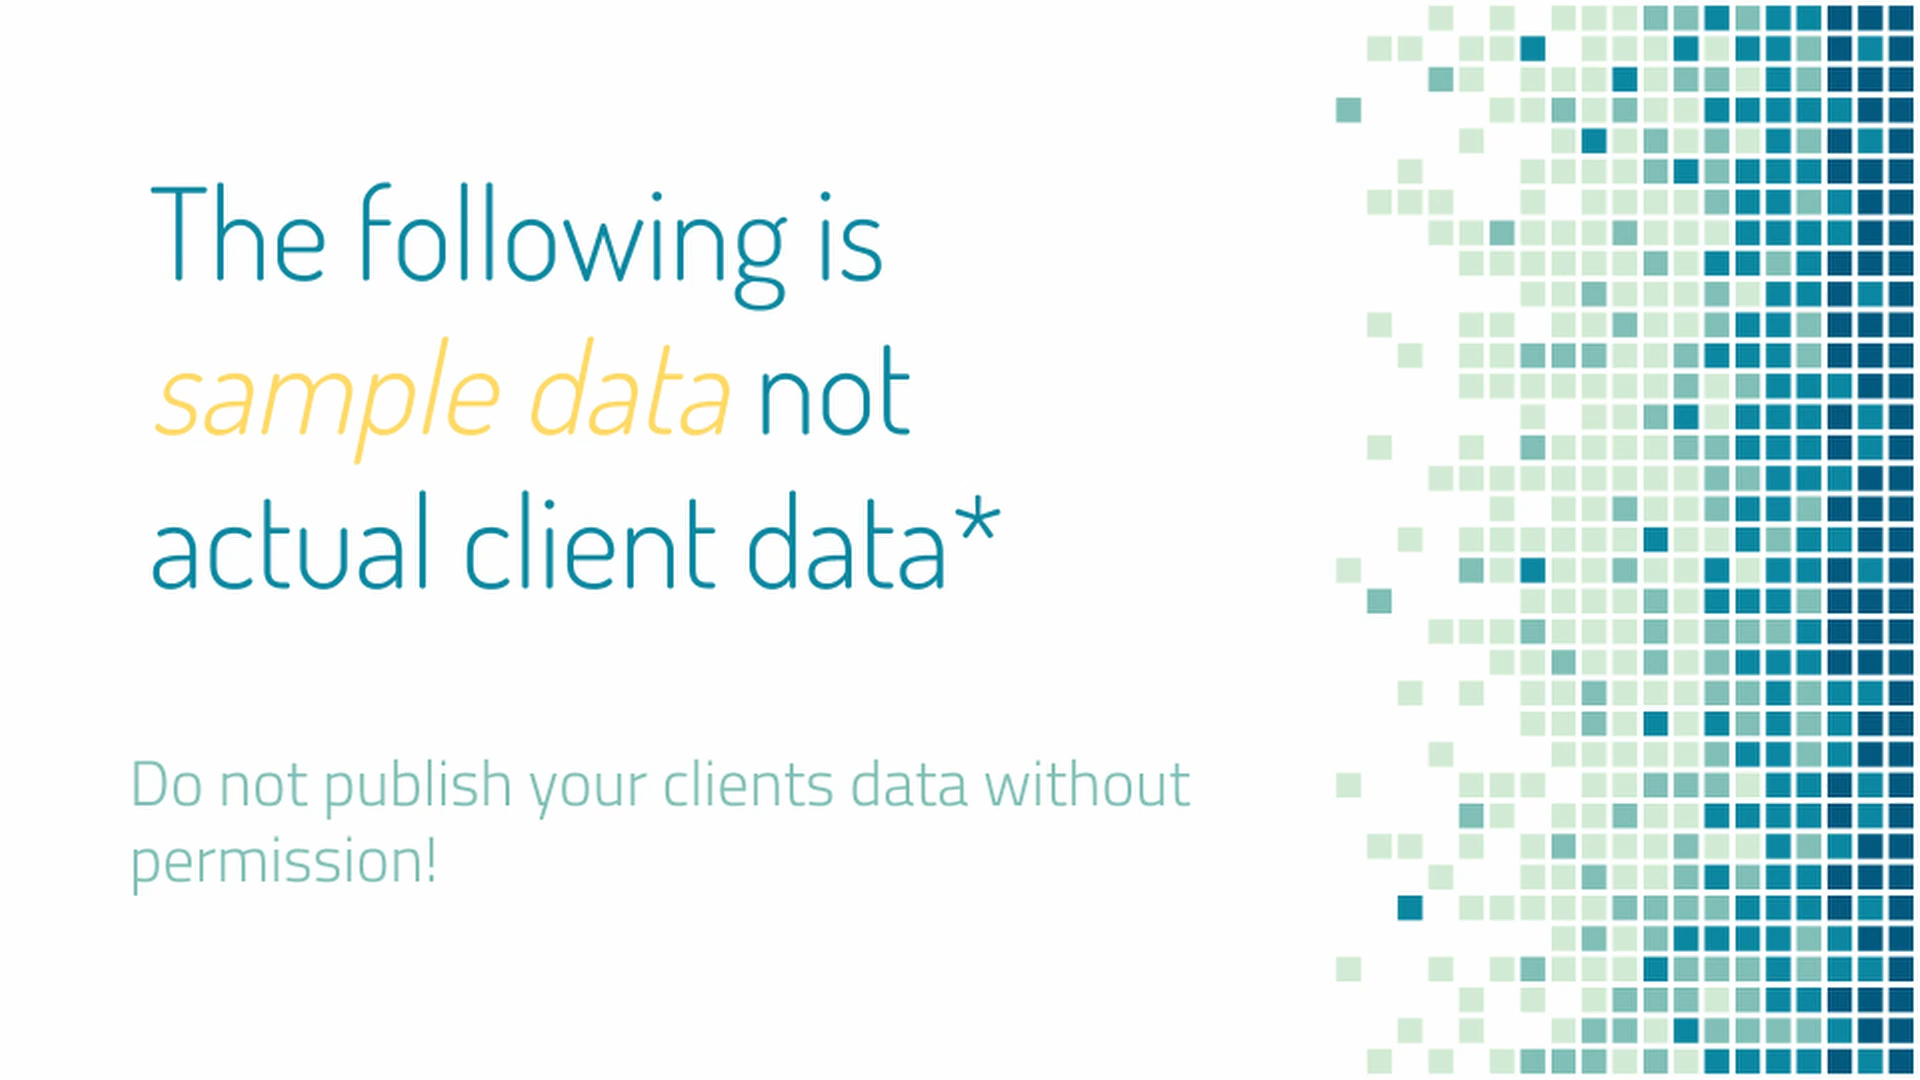 The following is
sample data not
actual client data*
Do not publish your clients data without
permission!